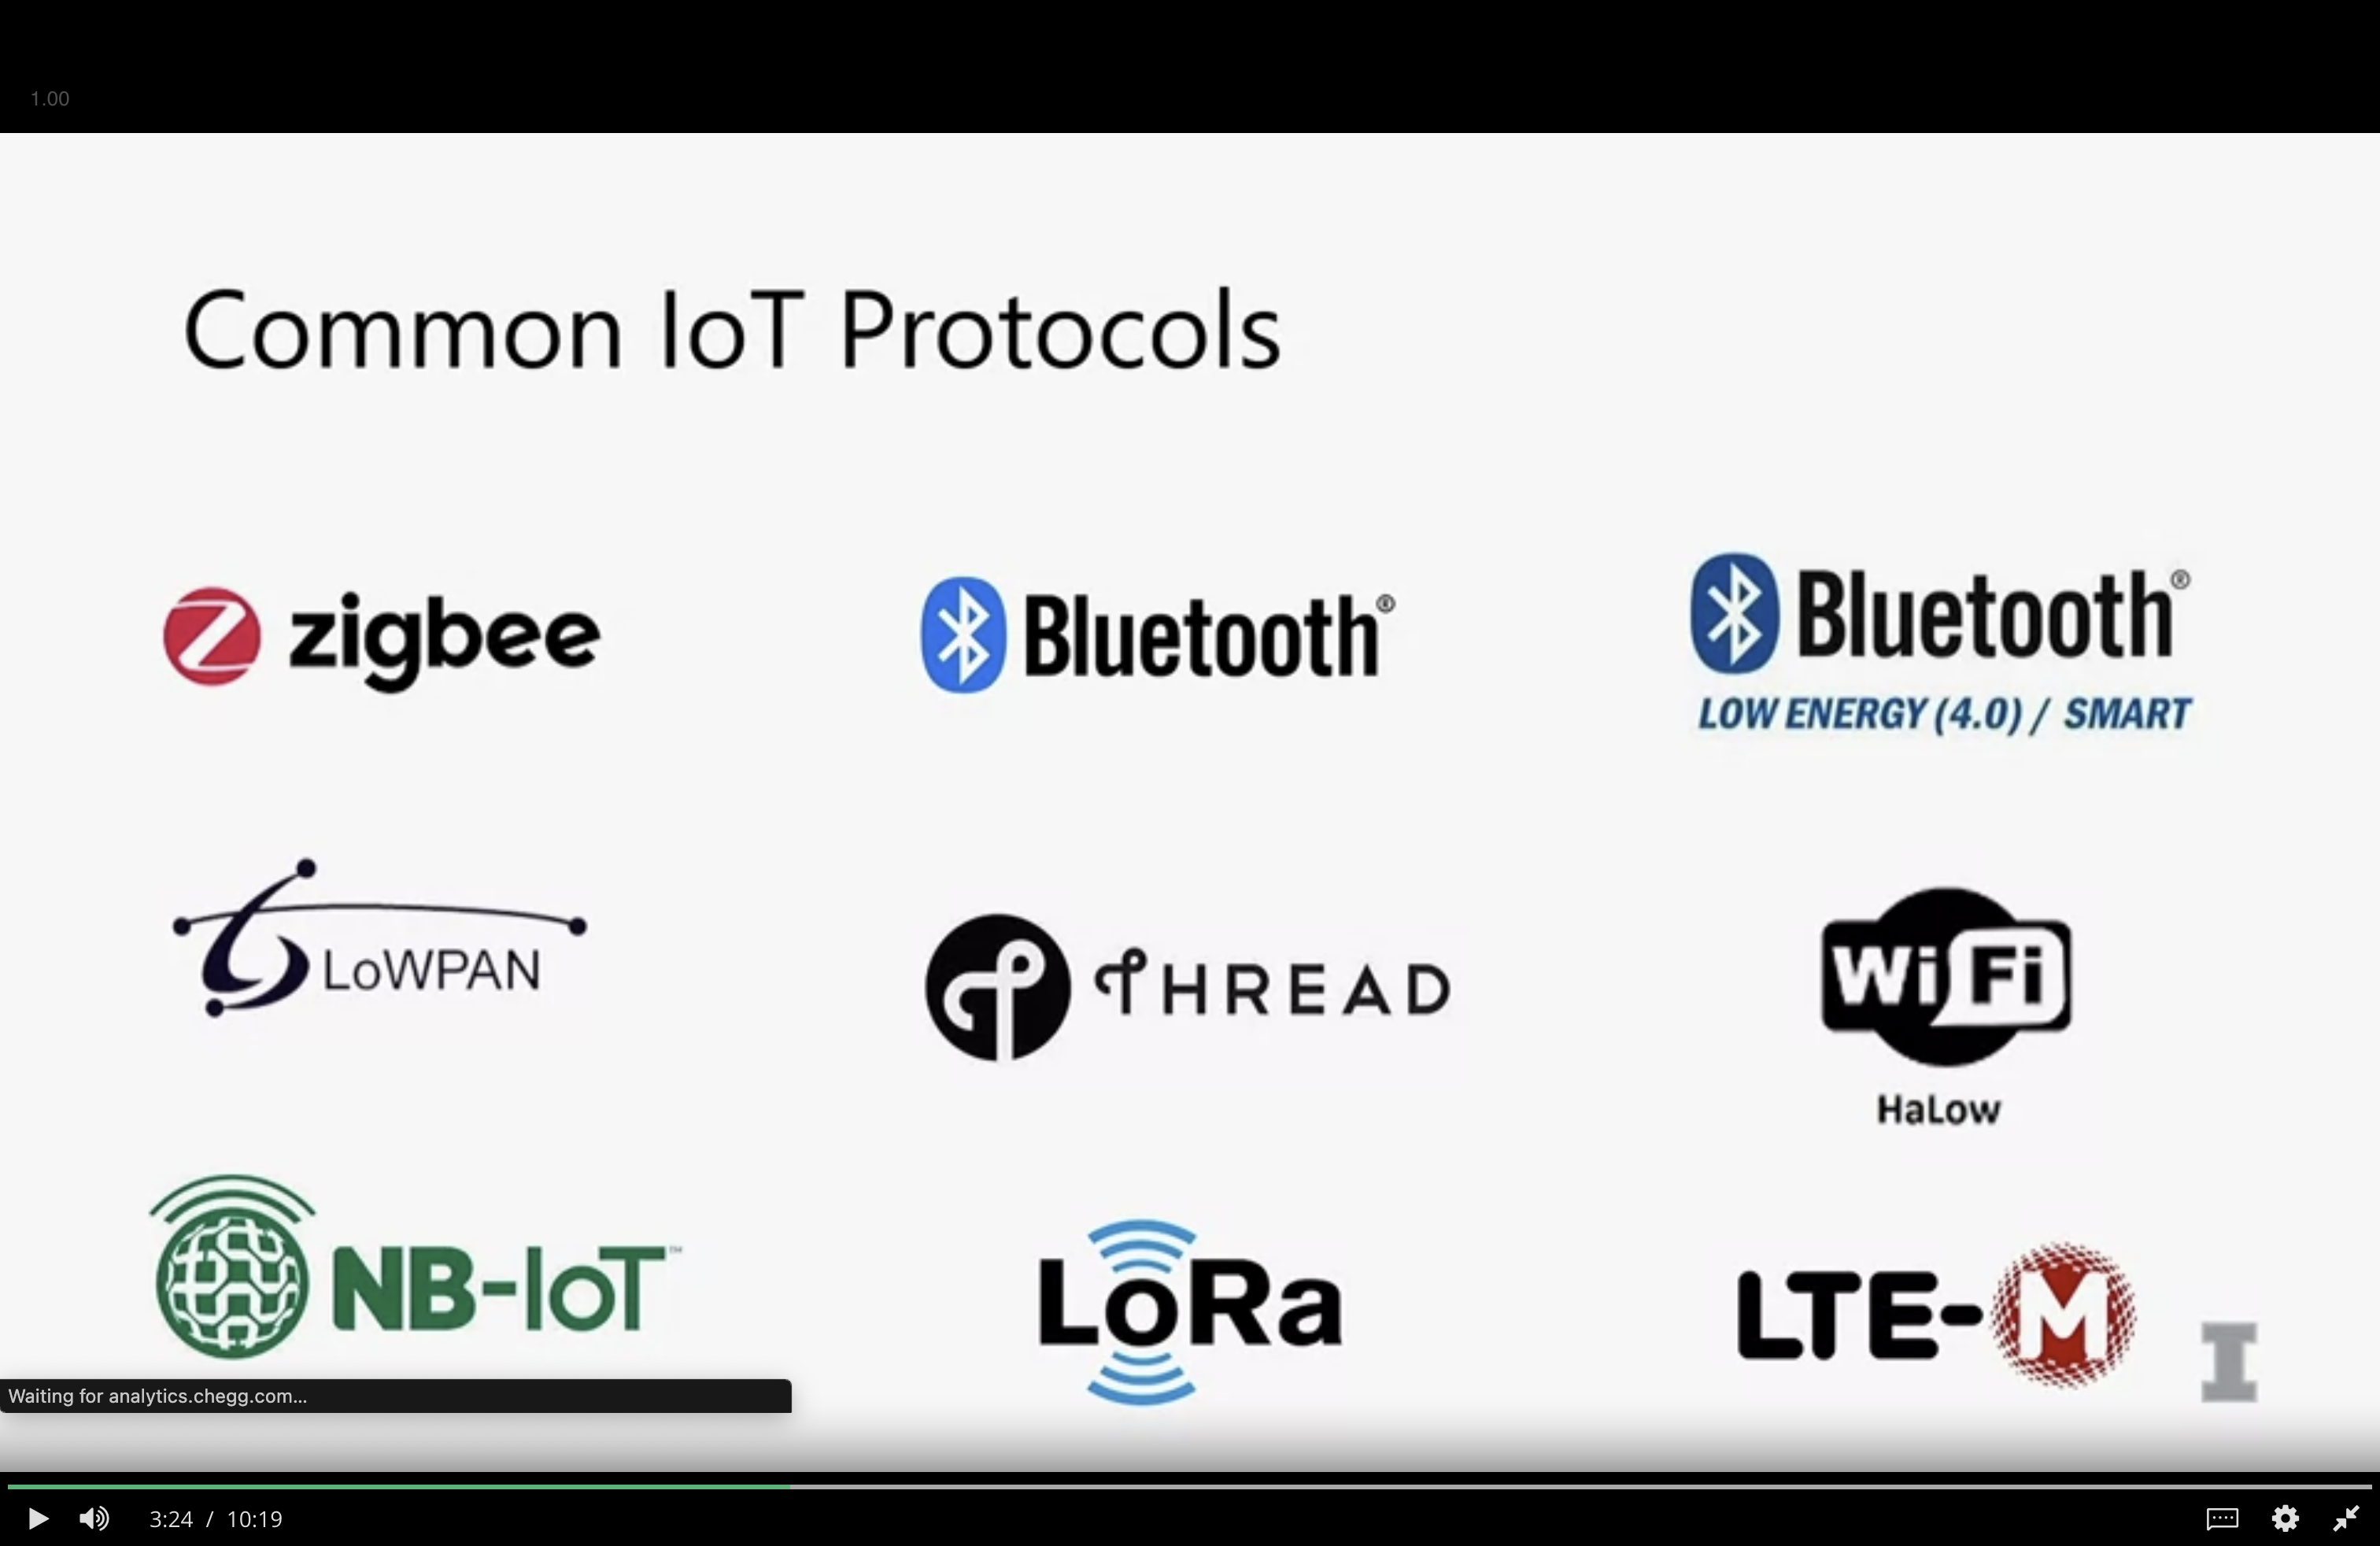 1.00
Common IoT Protocols
zigbee
Bluetooth®
Bluetooth®
LOW ENERGY (4.0) / SMART
6LoWPAN
THREAD
WiFi
HaLow
NB-IoT™
LoRa
LTE-M
I
Waiting for analytics.chegg.com...
3:24 / 10:19